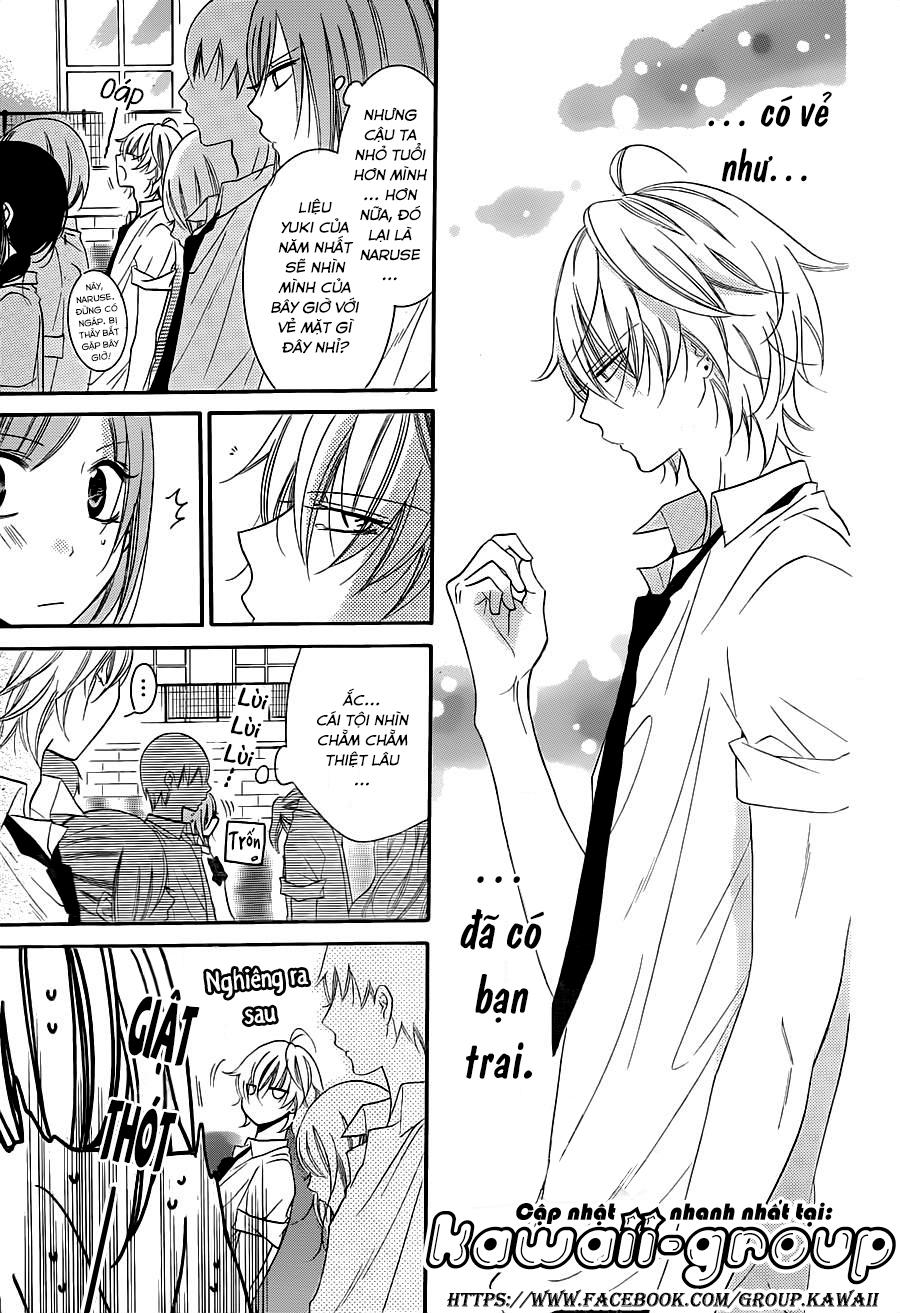 ... có vẻ
như...
... 
đã có
bạn
trai.
Nhưng
cậu ta
nhỏ tuổi
hơn mình
... hơn
nữa, đó
lại là
Naruse
...
Liệu
Yuki của
năm nhất
sẽ nhìn
mình của
bây giờ với
vẻ mặt gì
đây nhỉ?
Oáp
Này,
Naruse,
đừng có
ngáp. Bị
thầy bắt
gặp bây
giờ!
Ắc...
cái tội nhìn
chằm chằm
thiệt lâu
...
Lùi
Lùi
Lùi...
Trốn
...
Nghiêng ra
sau
GIẬT
THÓT
Cập nhật nhanh nhất tại:
kawaii-group
https://www.facebook.com/group.kawaii